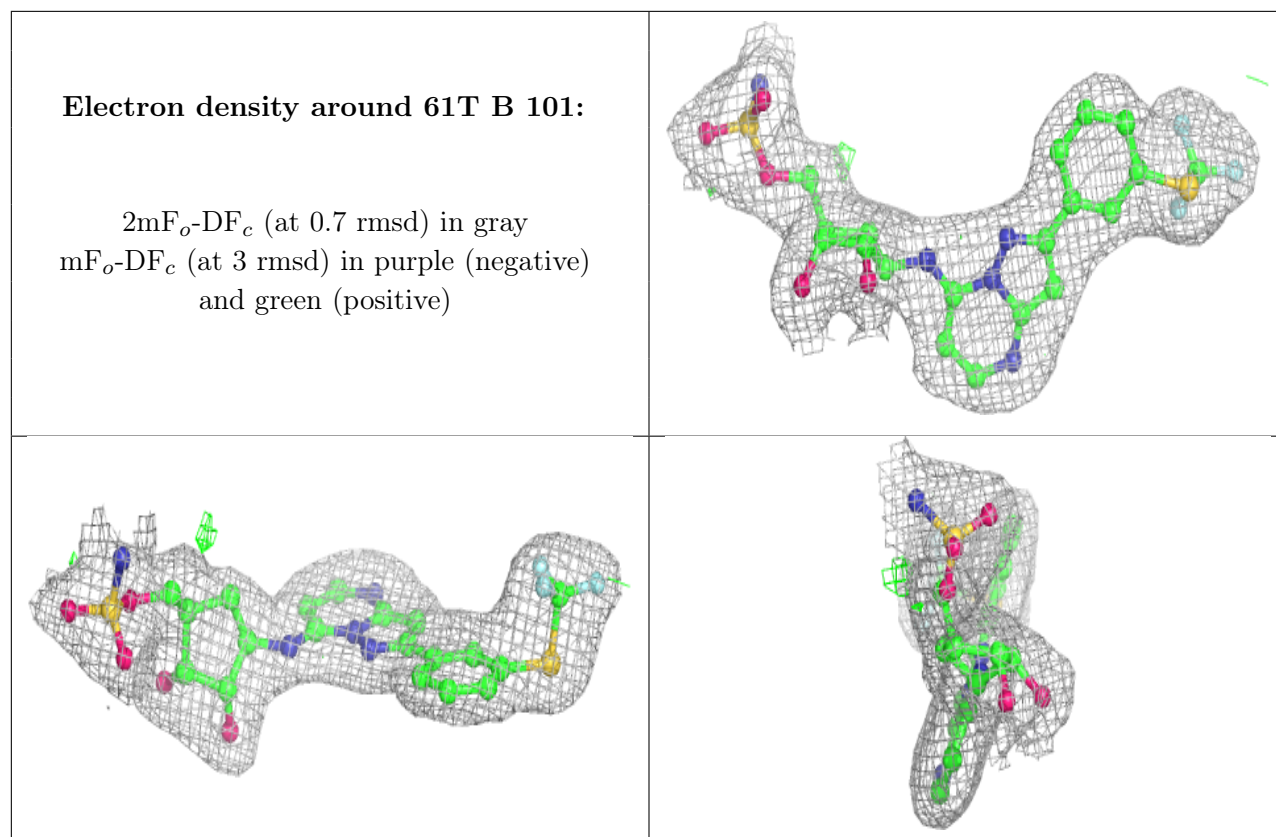 Electron density around 61T B 101:
2mFo-DFc (at 0.7 rmsd) in gray
mFo-DFc (at 3 rmsd) in purple (negative)
and green (positive)